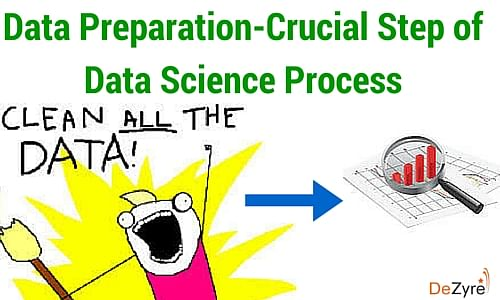 Data Preparation-Crucial Step of
Data Science Process
CLEAN ALL THE
DATA!
DeZyre